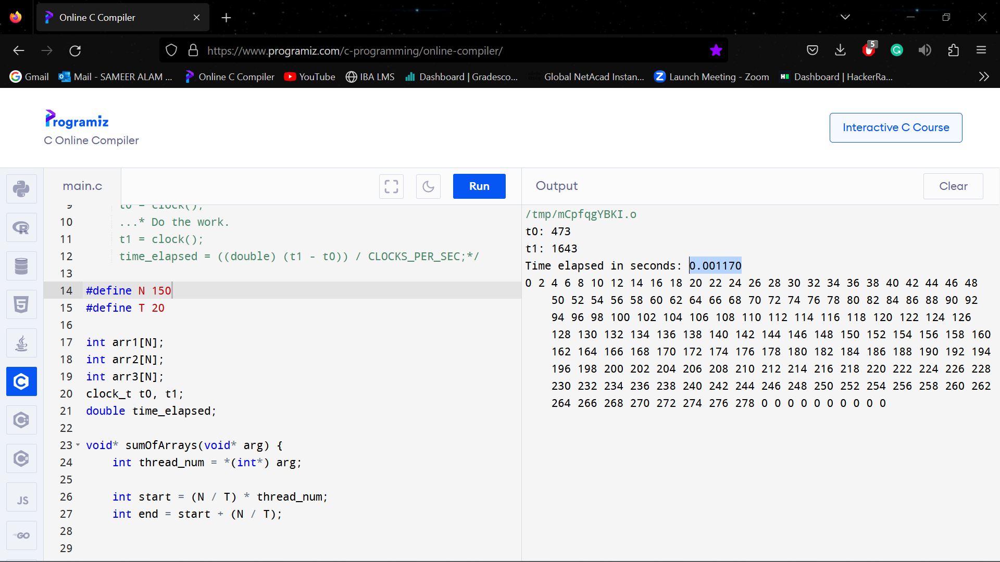 Online C Compiler
https://www.programiz.com/c-programming/online-compiler/
5
Gmail Mail - SAMEER ALAM ... Online C Compiler YouTube IBA LMS Dashboard | Gradesco... Global NetAcad Instan... Launch Meeting - Zoom Dashboard | HackerRa...
Programiz
C Online Compiler
Interactive C Course
main.c
Run
Output
Clear
9 t0 = clock();
10 ...* Do the work.
11 t1 = clock();
12 time_elapsed = ((double) (t1 - t0)) / CLOCKS_PER_SEC;*/
13
14 #define N 150
15 #define T 20
16
17 int arr1[N];
18 int arr2[N];
19 int arr3[N];
20 clock_t t0, t1;
21 double time_elapsed;
22
23 void* sumOfArrays(void* arg) {
24 int thread_num = *(int*) arg;
25
26 int start = (N / T) * thread_num;
27 int end = start + (N / T);
28
29
/tmp/mCpfqgYBKI.o
t0: 473
t1: 1643
Time elapsed in seconds: 0.001170
0 2 4 6 8 10 12 14 16 18 20 22 24 26 28 30 32 34 36 38 40 42 44 46 48
50 52 54 56 58 60 62 64 66 68 70 72 74 76 78 80 82 84 86 88 90 92
94 96 98 100 102 104 106 108 110 112 114 116 118 120 122 124 126
128 130 132 134 136 138 140 142 144 146 148 150 152 154 156 158 160
162 164 166 168 170 172 174 176 178 180 182 184 186 188 190 192 194
196 198 200 202 204 206 208 210 212 214 216 218 220 222 224 226 228
230 232 234 236 238 240 242 244 246 248 250 252 254 256 258 260 262
264 266 268 270 272 274 276 278 0 0 0 0 0 0 0 0 0 0
R
5
C
C
C
JS
GO